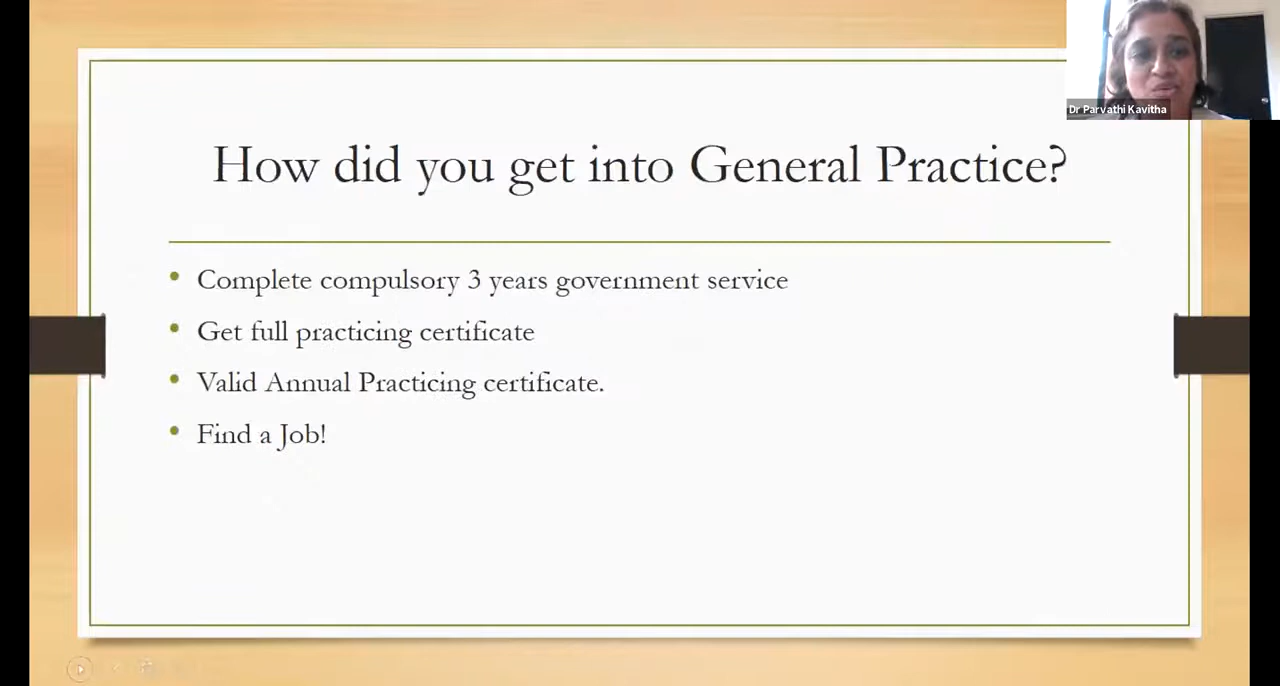 Dr Parvathi Kavitha
How did you get into General Practice?
Complete compulsory 3 years government service
Get full practicing certificate
Valid Annual Practicing certificate.
Find a Job!